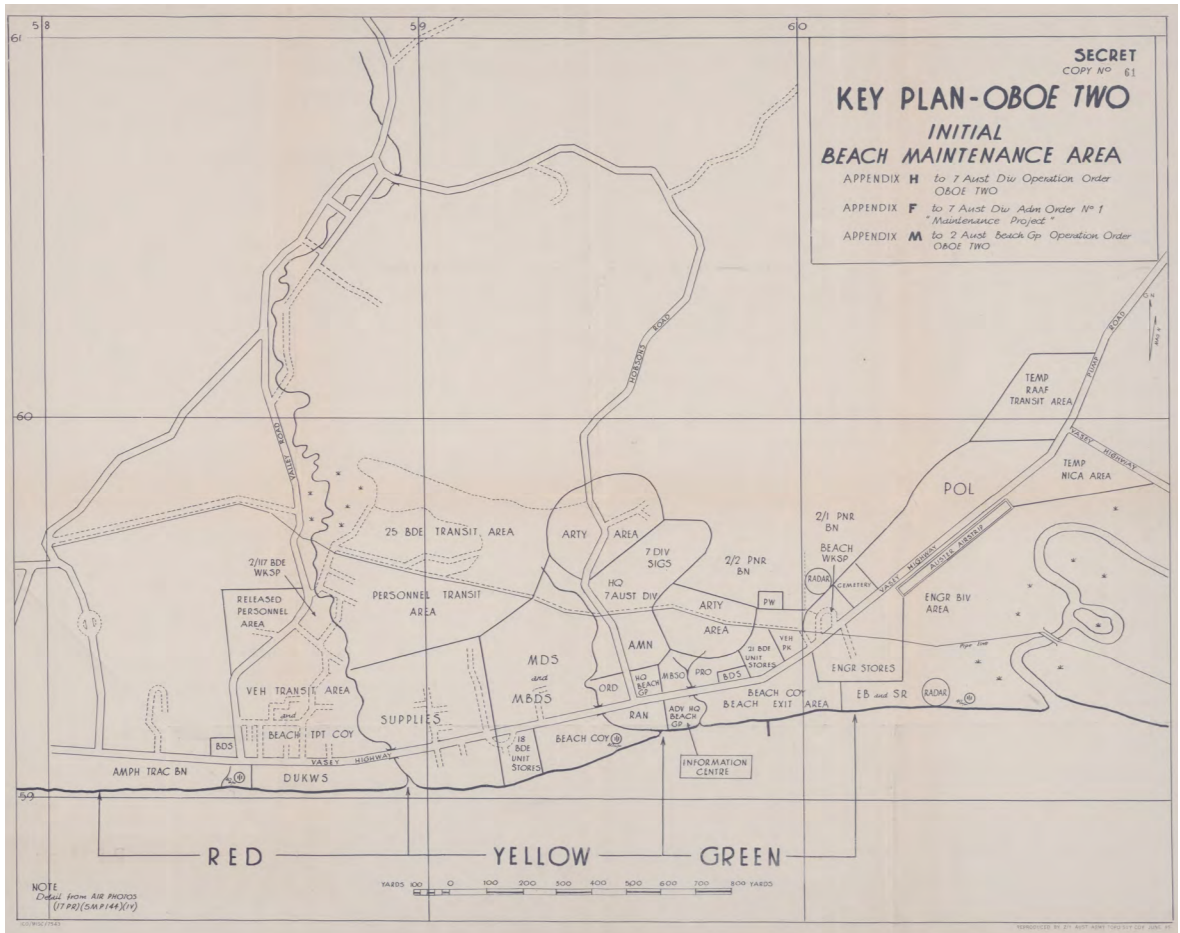 58
59
60
61
SECRET
COPY Nº 61
KEY PLAN-OBOE TWO
INITIAL
BEACH MAINTENANCE AREA
APPENDIX H to 7 Aust Div Operation Order
OBOE TWO
APPENDIX F to 7 Aust Div Adm Order Nº 1
"Maintenance Project"
APPENDIX M to 2 Aust Beach Gp Operation Order
OBOE TWO
HOBSONS ROAD
PUMP ROAD
TEMP
RAAF
TRANSIT AREA
60
VALLEY ROAD
VASEY HIGHWAY
TEMP
NICA AREA
POL
25 BDE TRANSIT AREA
ARTY AREA
2/1 PNR
BN
7 DIV
SIGS
BEACH
WKSP
VASEY HIGHWAY
AUSTER AIRSTRIP
2/117 BDE
WKSP
2/2 PNR
BN
HQ
7 AUST DIV
RADAR
CEMETERY
RELEASED
PERSONNEL
AREA
PERSONNEL TRANSIT
AREA
PW
ARTY
AREA
ENGR BIV
AREA
AMN
VEH
PK
21 BDE
UNIT
STORES
Pipe line
MDS
and
MBDS
ENGR STORES
ORD
HQ
BEACH
GP
MBSO
PRO
BDS
VEH TRANSIT AREA
and
BEACH TPT COY
SUPPLIES
BEACH COY
BEACH EXIT AREA
EB and SR
RADAR
RAN
ADV HQ
BEACH
GP
BDS
18
BDE
UNIT
STORES
BEACH COY
VASEY HIGHWAY
INFORMATION
CENTRE
AMPH TRAC BN
DUKWS
59
RED
YELLOW
GREEN
YARDS 100 0 100 200 300 400 500 600 700 800 YARDS
NOTE
Detail from AIR PHOTOS
(17PR)(SMP144)(IV)